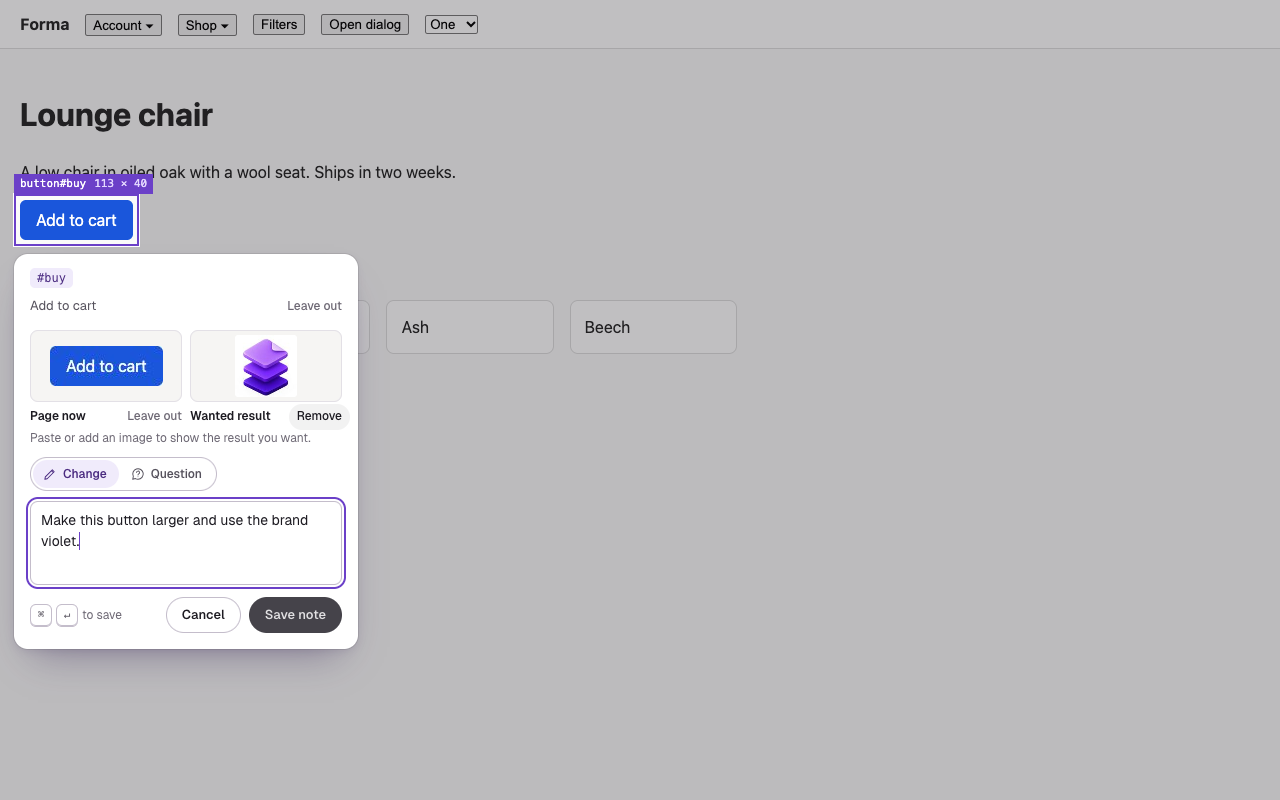 Forma
Account
Shop
Filters
Open dialog
One
Lounge chair
A low chair in oiled oak with a wool seat. Ships in two weeks.
button#buy 113 × 40
Add to cart
#buy
Add to cart
Leave out
Ash
Beech
Add to cart
Page now
Leave out
Wanted result
Remove
Paste or add an image to show the result you want.
Change
Question
Make this button larger and use the brand
violet.
⌘ ↵ to save
Cancel
Save note